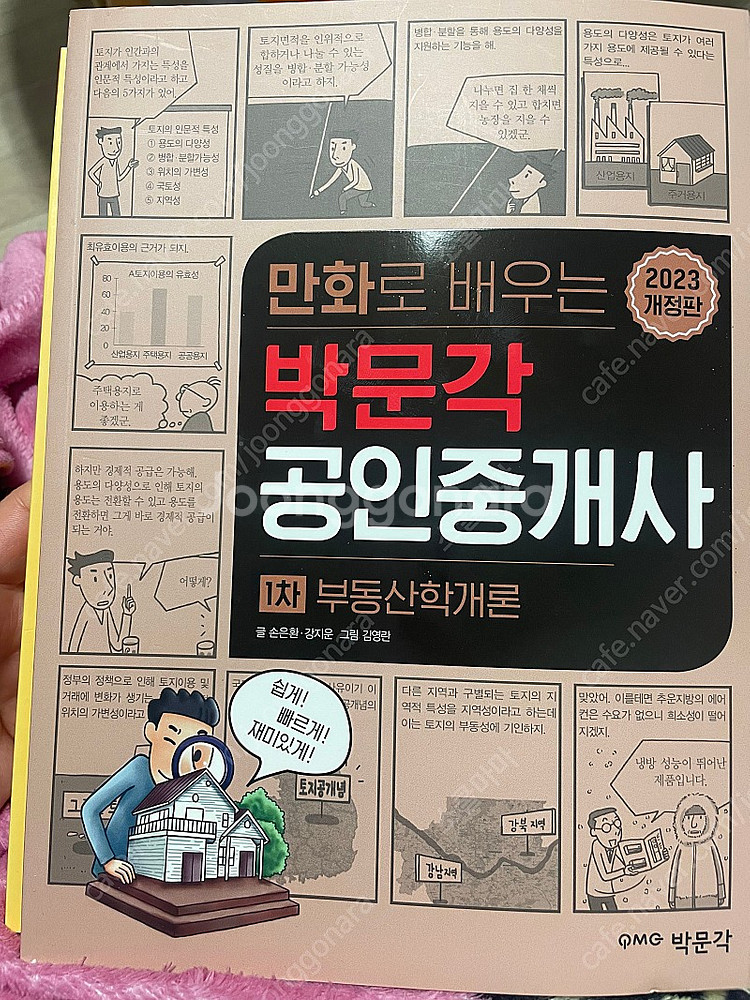 토지가 인간과의
관계에서 가지는 특성을
인문적 특성이라고 하고
다음의 5가지가 있어.
토지의 인문적 특성
① 용도의 다양성
② 병합·분할가능성
③ 위치의 가변성
④ 국토성
⑤ 지역성
토지면적을 인위적으로
합하거나 나눌 수 있는
성질을 병합·분할 가능성
이라고 하지.
병합·분할을 통해 용도의 다양성을
지원하는 기능을 해.
나누면 집 한 채씩
지을 수 있고 합치면
농장을 지을 수
있겠군.
용도의 다양성은 토지가 여러
가지 용도에 제공될 수 있다는
특성으로...
산업용지
주거용지
최유효이용의 근거가 되지.
A토지이용의 유효성
80
60
40
20
0
산업용지 주택용지 공공용지
주택용지로
이용하는 게
좋겠군.
만화로 배우는
2023
개정판
박문각
공인중개사
1차 부동산학개론
글 손은환·강지운 그림 김영란
하지만 경제적 공급은 가능해.
용도의 다양성으로 인해 토지의
용도는 전환할 수 있고 용도를
전환하면 그게 바로 경제적 공급이
되는 거야.
어떻게?
정부의 정책으로 인해 토지이용 및
거래에 변화가 생기는
위치의 가변성이라고
쉽게!
빠르게!
재미있게!
토지공개념
다른 지역과 구별되는 토지의 지
역적 특성을 지역성이라고 하는데
이는 토지의 부동성에 기인하지.
강북 지역
강남 지역
맞았어. 이를테면 추운지방의 에어
컨은 수요가 없으니 희소성이 떨어
지겠지.
냉방 성능이 뛰어난
제품입니다.
PMG 박문각
joonggonara
cafe.naver.com/joonggonara